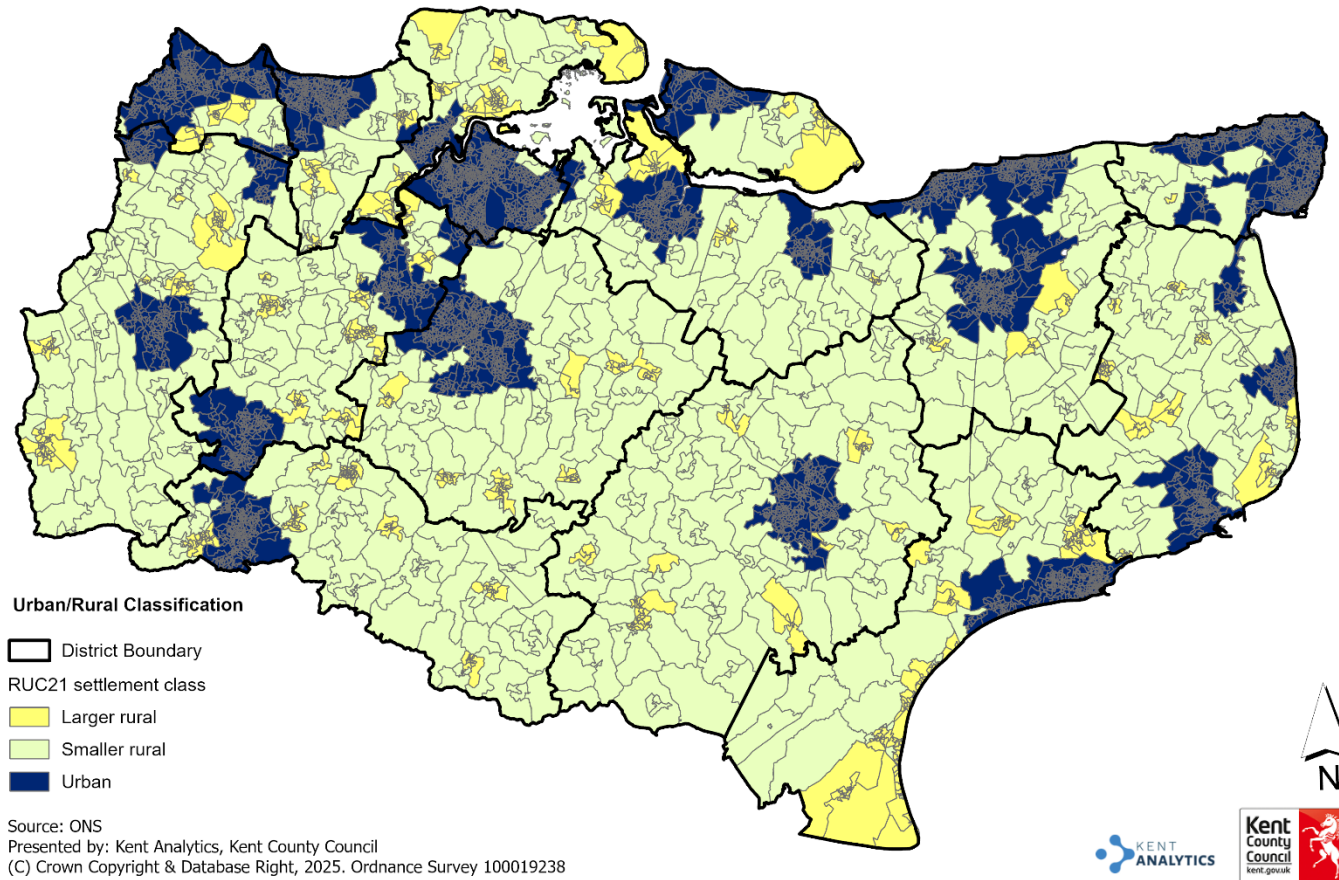 Urban/Rural Classification
District Boundary
RUC21 settlement class
Larger rural
Smaller rural
Urban
Source: ONS
Presented by: Kent Analytics, Kent County Council
(C) Crown Copyright & Database Right, 2025. Ordnance Survey 100019238
N
KENT
ANALYTICS
Kent
County
Council
kent.gov.uk